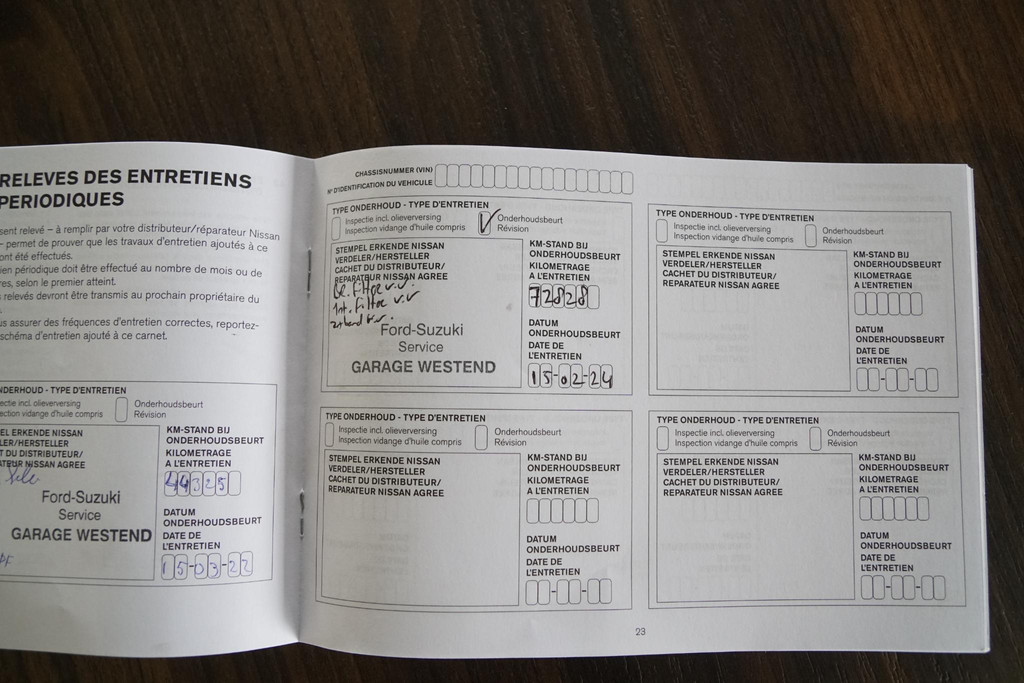 RELEVES DES ENTRETIENS
PERIODIQUES
sent relevé – à remplir par votre distributeur/réparateur Nissan
– permet de prouver que les travaux d'entretien ajoutés à ce
ont été effectués.
ien périodique doit être effectué au nombre de mois ou de
res, selon le premier atteint.
relevés devront être transmis au prochain propriétaire du
us assurer des fréquences d'entretien correctes, reportez-
schéma d'entretien ajouté à ce carnet.
NDERHOUD - TYPE D'ENTRETIEN
ectie incl. olieverversing
ection vidange d'huile compris
Onderhoudsbeurt
Révision
EL ERKENDE NISSAN
LER/HERSTELLER
T DU DISTRIBUTEUR/
ATEUR NISSAN AGREE
Ford-Suzuki
Service
GARAGE WESTEND
KM-STAND BIJ
ONDERHOUDSBEURT
KILOMETRAGE
A L'ENTRETIEN
44325
DATUM
ONDERHOUDSBEURT
DATE DE
L'ENTRETIEN
15-03-22
CHASSISNUMMER (VIN)
N° D'IDENTIFICATION DU VEHICULE
TYPE ONDERHOUD - TYPE D'ENTRETIEN
Inspectie incl. olieverversing
Inspection vidange d'huile compris
Onderhoudsbeurt
Révision
STEMPEL ERKENDE NISSAN
VERDELER/HERSTELLER
CACHET DU DISTRIBUTEUR/
REPARATEUR NISSAN AGREE
filter v.v
Int. filter v.v
Ford-Suzuki
Service
GARAGE WESTEND
KM-STAND BIJ
ONDERHOUDSBEURT
KILOMETRAGE
A L'ENTRETIEN
72828
DATUM
ONDERHOUDSBEURT
DATE DE
L'ENTRETIEN
15-02-24
TYPE ONDERHOUD - TYPE D'ENTRETIEN
Inspectie incl. olieverversing
Inspection vidange d'huile compris
Onderhoudsbeurt
Révision
STEMPEL ERKENDE NISSAN
VERDELER/HERSTELLER
CACHET DU DISTRIBUTEUR/
REPARATEUR NISSAN AGREE
KM-STAND BIJ
ONDERHOUDSBEURT
KILOMETRAGE
A L'ENTRETIEN
DATUM
ONDERHOUDSBEURT
DATE DE
L'ENTRETIEN
TYPE ONDERHOUD - TYPE D'ENTRETIEN
Inspectie incl. olieverversing
Inspection vidange d'huile compris
Onderhoudsbeurt
Révision
STEMPEL ERKENDE NISSAN
VERDELER/HERSTELLER
CACHET DU DISTRIBUTEUR/
REPARATEUR NISSAN AGREE
KM-STAND BIJ
ONDERHOUDSBEURT
KILOMETRAGE
A L'ENTRETIEN
DATUM
ONDERHOUDSBEURT
DATE DE
L'ENTRETIEN
TYPE ONDERHOUD - TYPE D'ENTRETIEN
Inspectie incl. olieverversing
Inspection vidange d'huile compris
Onderhoudsbeurt
Révision
STEMPEL ERKENDE NISSAN
VERDELER/HERSTELLER
CACHET DU DISTRIBUTEUR/
REPARATEUR NISSAN AGREE
KM-STAND BIJ
ONDERHOUDSBEURT
KILOMETRAGE
A L'ENTRETIEN
DATUM
ONDERHOUDSBEURT
DATE DE
L'ENTRETIEN
23